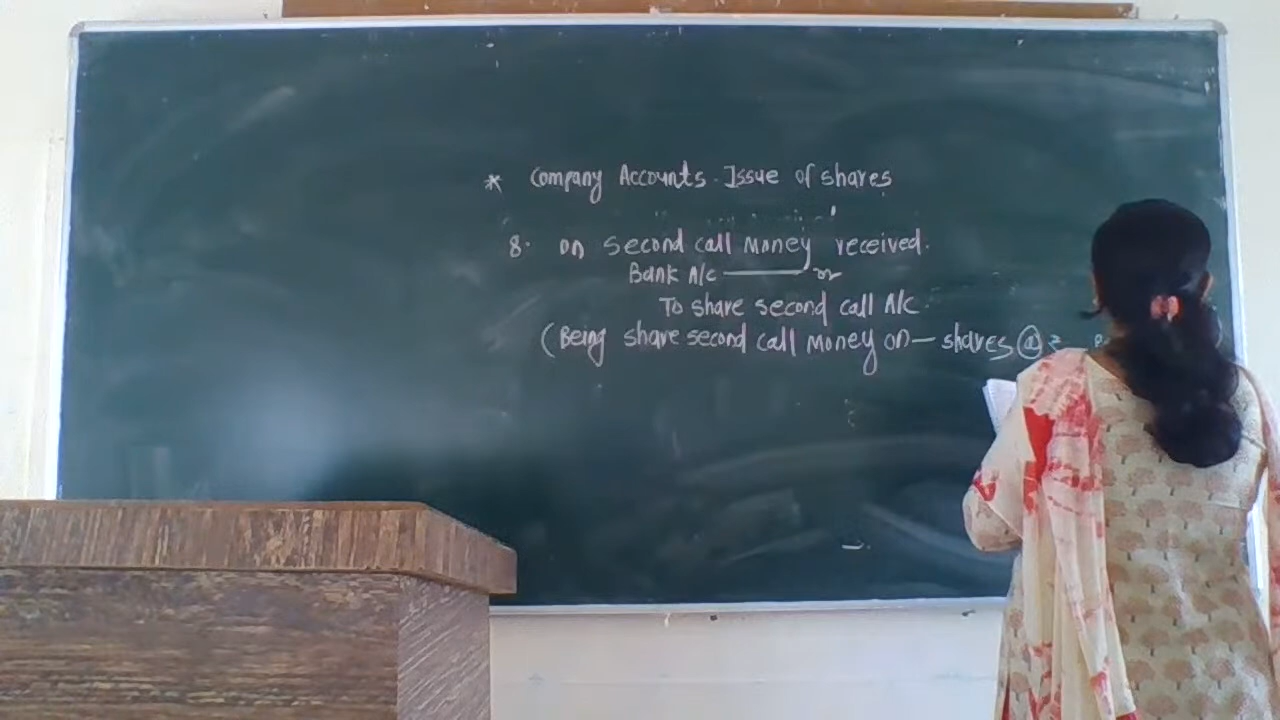 * Company Accounts. Issue of shares
8. on second call Money received.
Bank A/c ——— Dr
To share second call A/C.
(Being share second call Money on — shares @ ₹